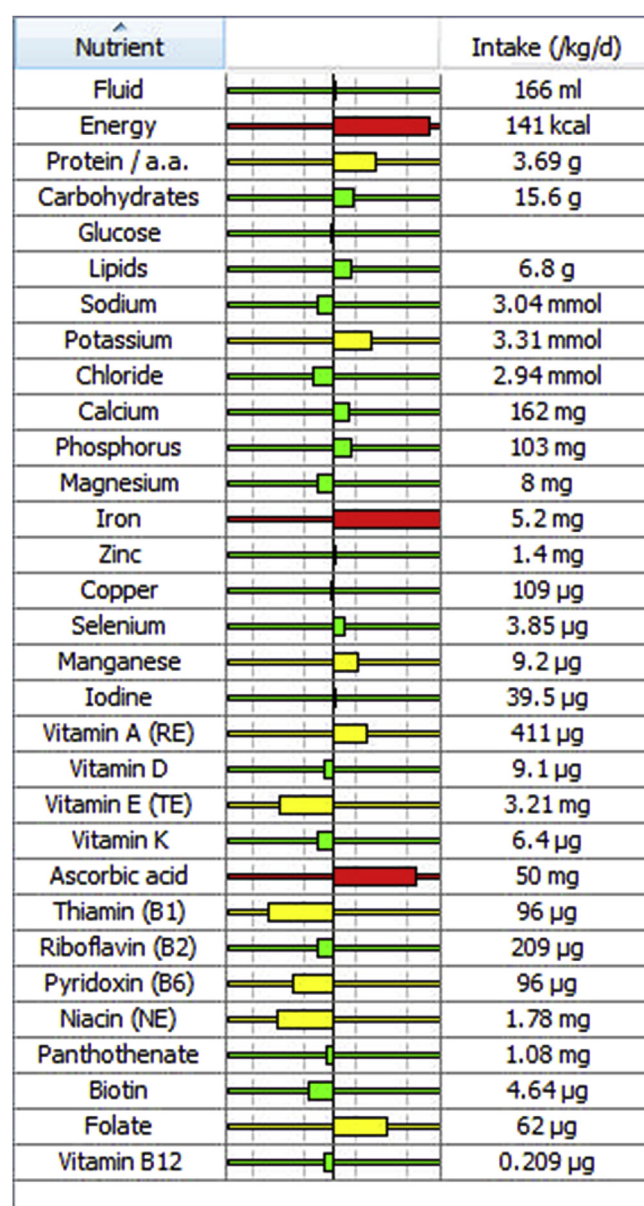 Nutrient Intake (/kg/d)
Fluid 166 ml
Energy 141 kcal
Protein / a.a. 3.69 g
Carbohydrates 15.6 g
Glucose
Lipids 6.8 g
Sodium 3.04 mmol
Potassium 3.31 mmol
Chloride 2.94 mmol
Calcium 162 mg
Phosphorus 103 mg
Magnesium 8 mg
Iron 5.2 mg
Zinc 1.4 mg
Copper 109 µg
Selenium 3.85 µg
Manganese 9.2 µg
Iodine 39.5 µg
Vitamin A (RE) 411 µg
Vitamin D 9.1 µg
Vitamin E (TE) 3.21 mg
Vitamin K 6.4 µg
Ascorbic acid 50 mg
Thiamin (B1) 96 µg
Riboflavin (B2) 209 µg
Pyridoxin (B6) 96 µg
Niacin (NE) 1.78 mg
Panthothenate 1.08 mg
Biotin 4.64 µg
Folate 62 µg
Vitamin B12 0.209 µg